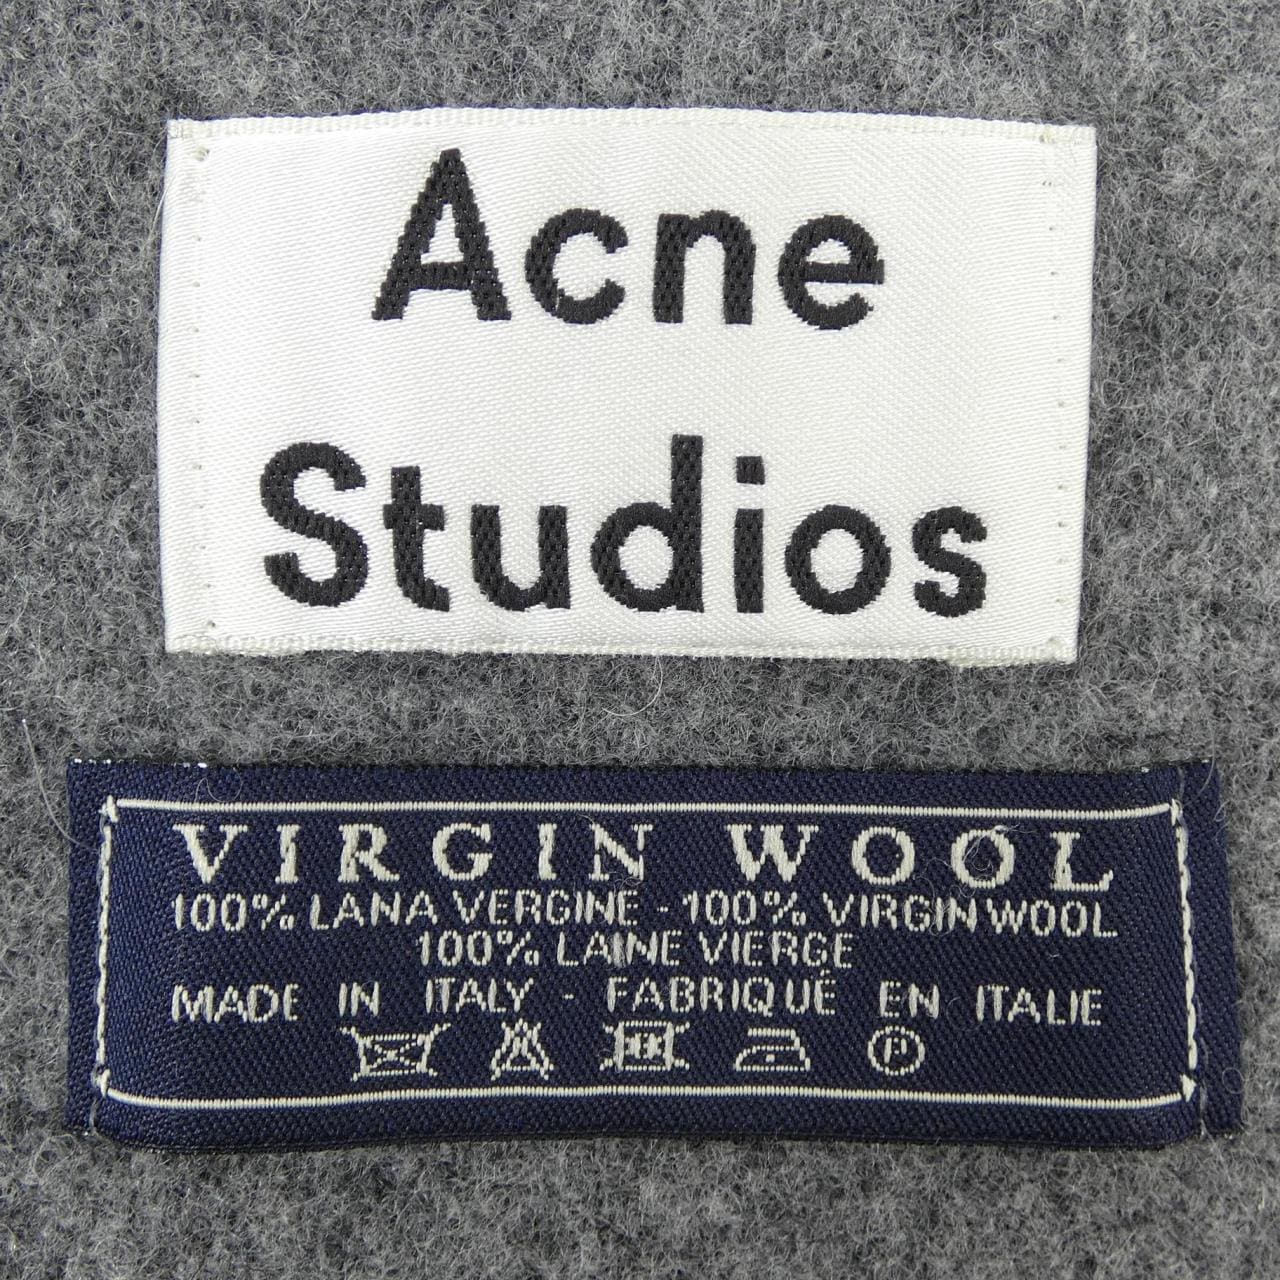 Acne
Studios
VIRGIN WOOL
100% LANA VERGINE - 100% VIRGIN WOOL
100% LAINE VIERGE
MADE IN ITALY - FABRIQUÉ EN ITALIE
P